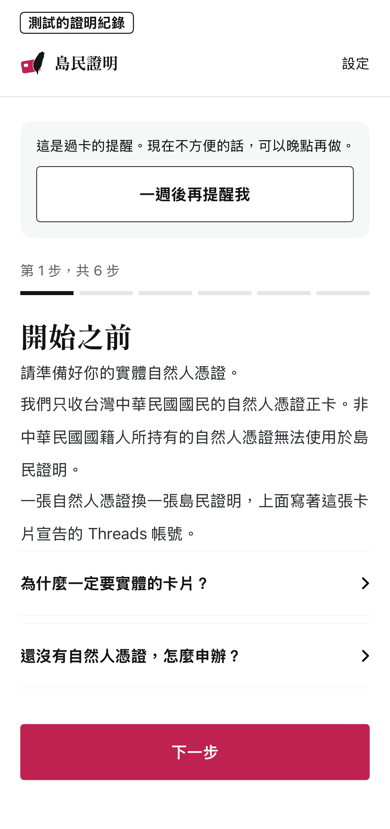 測試的證明紀錄
島民證明
設定
這是過卡的提醒。現在不方便的話，可以晚點再做。
一週後再提醒我
第 1 步，共 6 步
開始之前
請準備好你的實體自然人憑證。
我們只收台灣中華民國國民的自然人憑證正卡。非
中華民國國籍人所持有的自然人憑證無法使用於島
民證明。
一張自然人憑證換一張島民證明，上面寫著這張卡
片宣告的 Threads 帳號。
為什麼一定要實體的卡片？
還沒有自然人憑證，怎麼申辦？
下一步